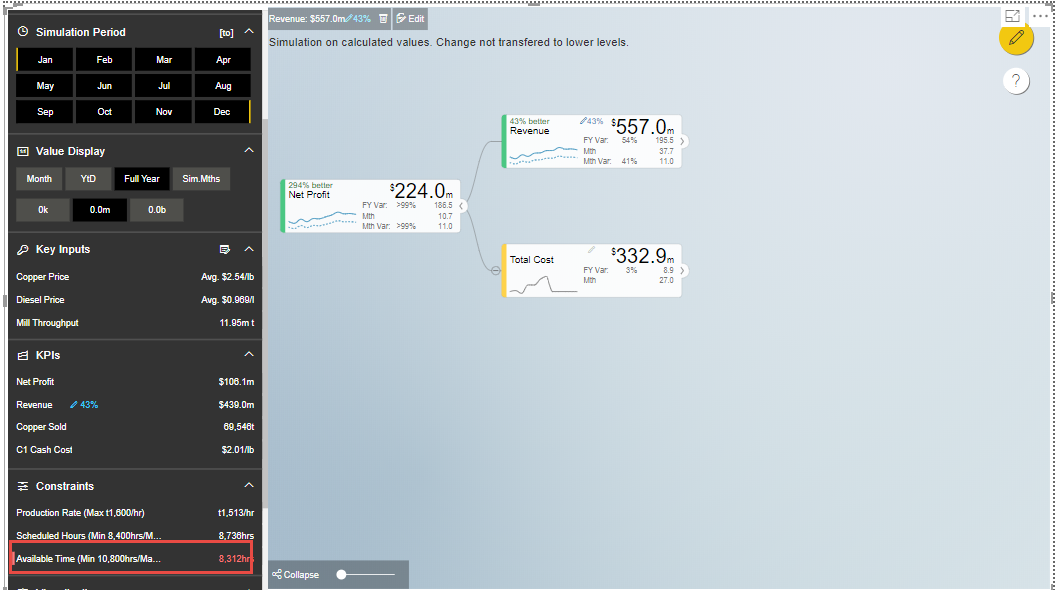 Simulation Period [to]
Jan Feb Mar Apr
May Jun Jul Aug
Sep Oct Nov Dec
Value Display
Month YtD Full Year Sim.Mths
0k 0.0m 0.0b
Key Inputs
Copper Price Avg. $2.54/lb
Diesel Price Avg. $0.969/l
Mill Throughput 11.95m t
KPIs
Net Profit $106.1m
Revenue 43% $439.0m
Copper Sold 69,546t
C1 Cash Cost $2.01/lb
Constraints
Production Rate (Max t1,600/hr) t1,513/hr
Scheduled Hours (Min 8,400hrs/M... 8,736hrs
Available Time (Min 10,800hrs/Ma... 8,312hrs
Revenue: $557.0m 43% Edit
Simulation on calculated values. Change not transfered to lower levels.
?
43% better 43% $557.0m
Revenue
FY Var: 54% 195.5
Mth 37.7
Mth Var: 41% 11.0
294% better $224.0m
Net Profit
FY Var: >99% 186.5
Mth 10.7
Mth Var: >99% 11.0
Total Cost $332.9m
FY Var: 3% 8.9
Mth 27.0
Collapse